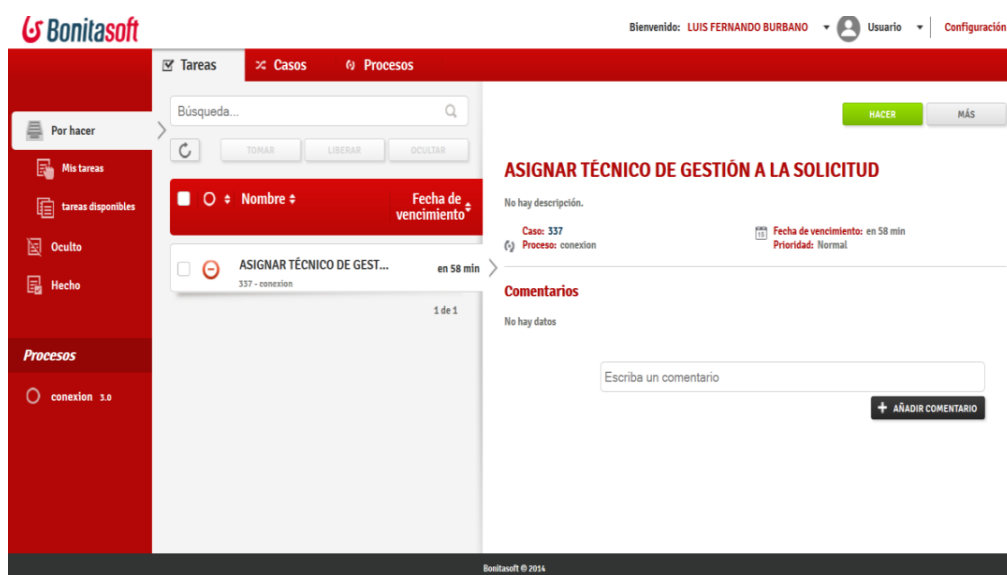 Bonitasoft
Bienvenido: LUIS FERNANDO BURBANO Usuario Configuración
Tareas Casos Procesos
Búsqueda...
HACER MÁS
Por hacer
TOMAR LIBERAR OCULTAR
Mis tareas
ASIGNAR TÉCNICO DE GESTIÓN A LA SOLICITUD
Nombre Fecha de vencimiento
tareas disponibles
No hay descripción.
Caso: 337 Fecha de vencimiento: en 58 min
Proceso: conexion Prioridad: Normal
Oculto
ASIGNAR TÉCNICO DE GEST... en 58 min
337 - conexion
Hecho
Comentarios
1 de 1
No hay datos
Procesos
Escriba un comentario
conexion 3.0
+ AÑADIR COMENTARIO
Bonitasoft © 2014